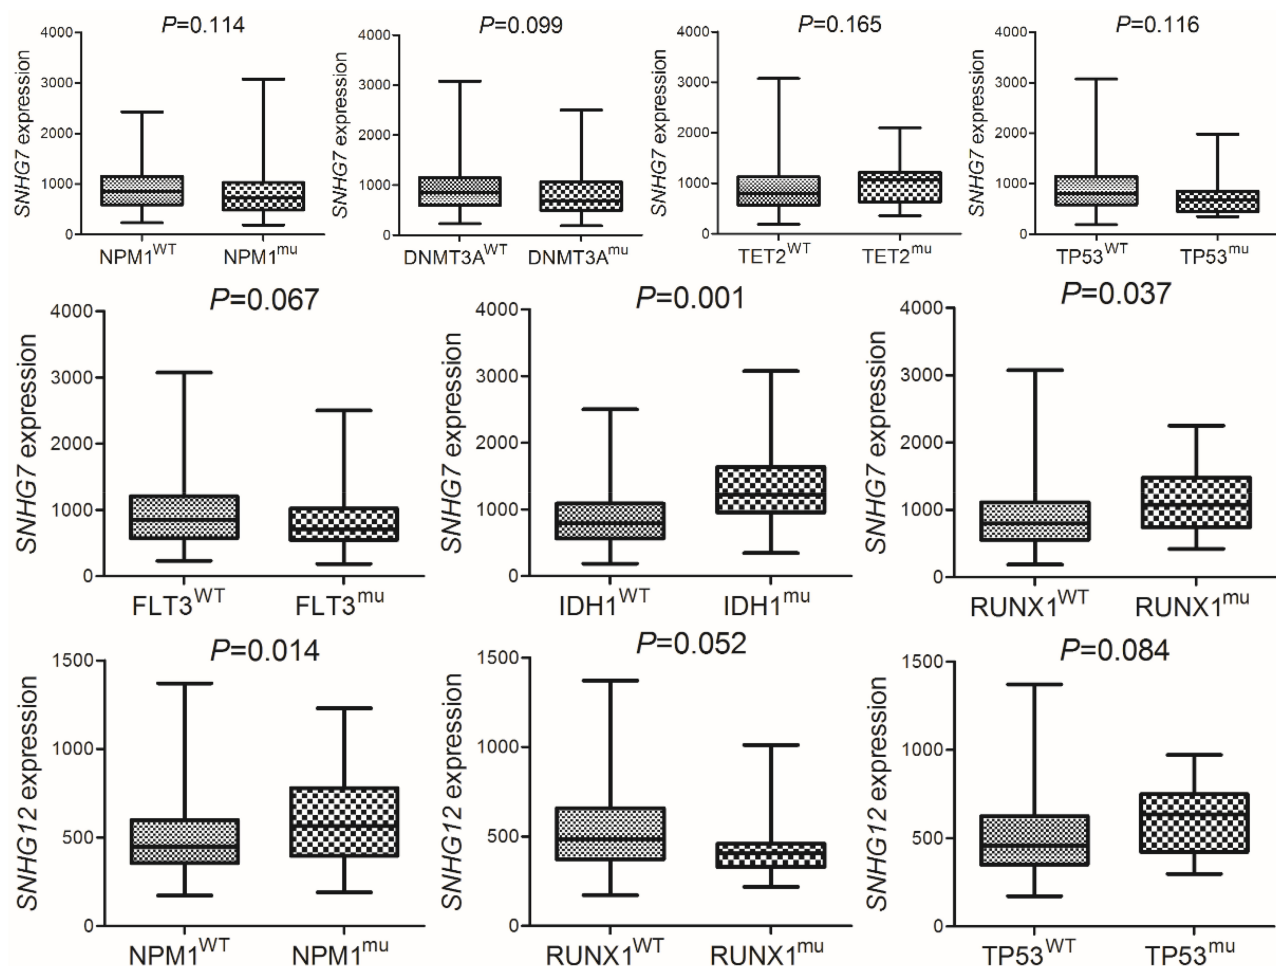 P=0.114
SNHG7 expression
4000
3000
2000
1000
0
NPM1WT NPM1mu
P=0.099
SNHG7 expression
4000
3000
2000
1000
0
DNMT3AWT DNMT3Amu
P=0.165
SNHG7 expression
4000
3000
2000
1000
0
TET2WT TET2mu
P=0.116
SNHG7 expression
4000
3000
2000
1000
0
TP53WT TP53mu
P=0.067
SNHG7 expression
4000
3000
2000
1000
0
FLT3WT FLT3mu
P=0.001
SNHG7 expression
4000
3000
2000
1000
0
IDH1WT IDH1mu
P=0.037
SNHG7 expression
4000
3000
2000
1000
0
RUNX1WT RUNX1mu
P=0.014
SNHG12 expression
1500
1000
500
0
NPM1WT NPM1mu
P=0.052
SNHG12 expression
1500
1000
500
0
RUNX1WT RUNX1mu
P=0.084
SNHG12 expression
1500
1000
500
0
TP53WT TP53mu